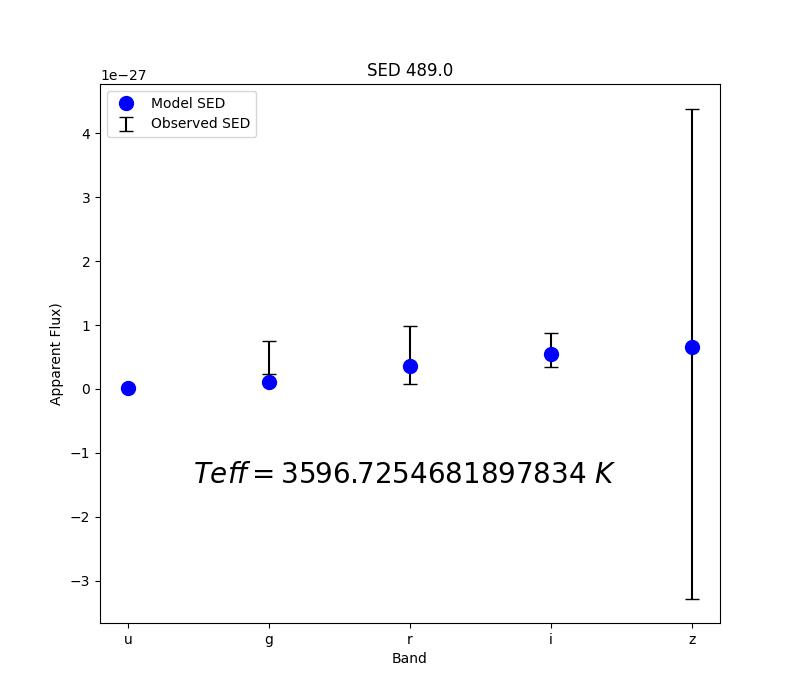 SED 489.0
1e−27
Model SED
Observed SED
4
3
2
1
0
−1
−2
−3
Apparent Flux)
Teff = 3596.7254681897834 K
u g r i z
Band